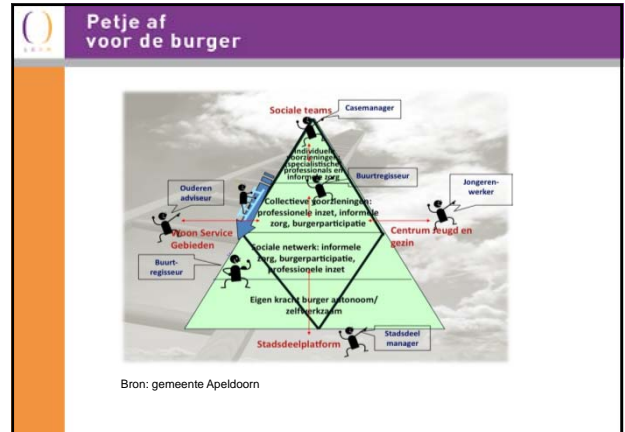 Petje af
voor de burger
Sociale teams
Casemanager
Individuele
voorzieningen:
specialistische
professionals en
informele zorg
Buurtregisseur
Ouderen
adviseur
Jongeren-
werker
Collectieve voorzieningen:
professionele inzet, informele
zorg, burgerparticipatie
Woon Service
Gebieden
Centrum Jeugd en
gezin
Sociale netwerk: informele
zorg, burgerparticipatie,
professionele inzet
Buurt-
regisseur
Eigen kracht burger autonoom/
zelfwerkzaam
Stadsdeelplatform
Stadsdeel
manager
Bron: gemeente Apeldoorn